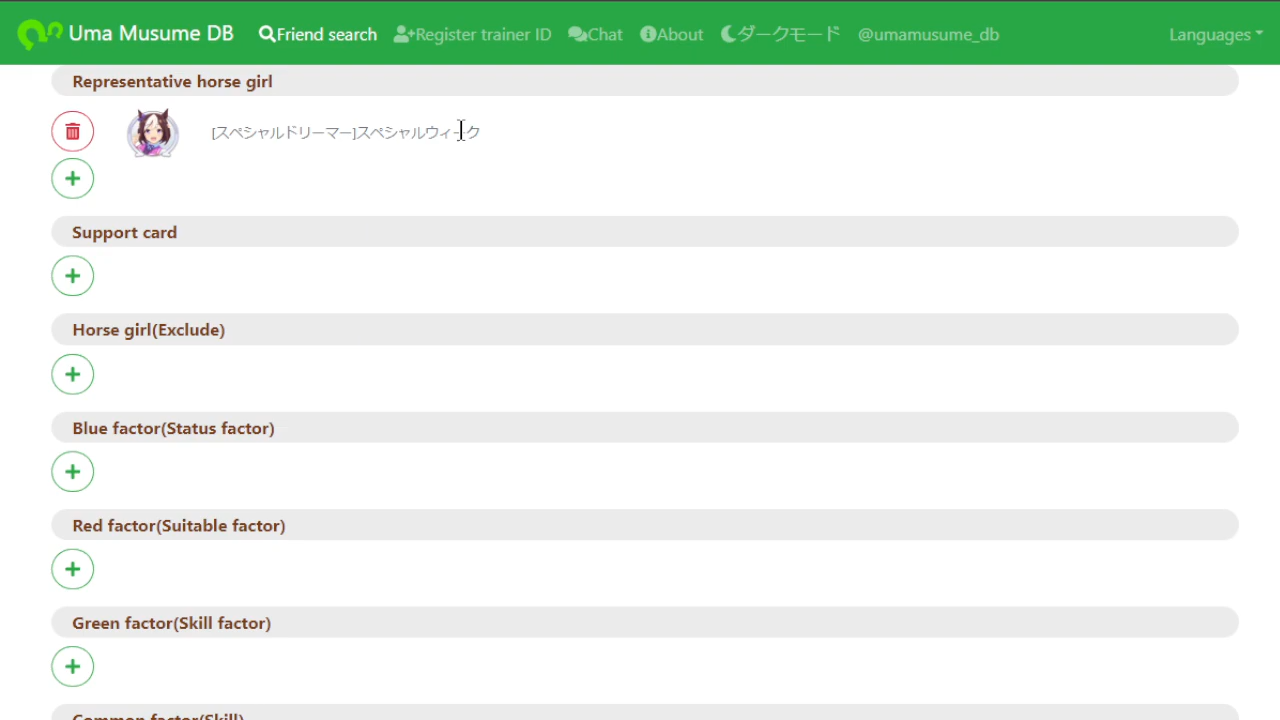 Uma Musume DB Friend search Register trainer ID Chat About ダークモード @umamusume_db Languages
Representative horse girl
[スペシャルドリーマー]スペシャルウィーク
Support card
Horse girl(Exclude)
Blue factor(Status factor)
Red factor(Suitable factor)
Green factor(Skill factor)
Common factor(Skill)